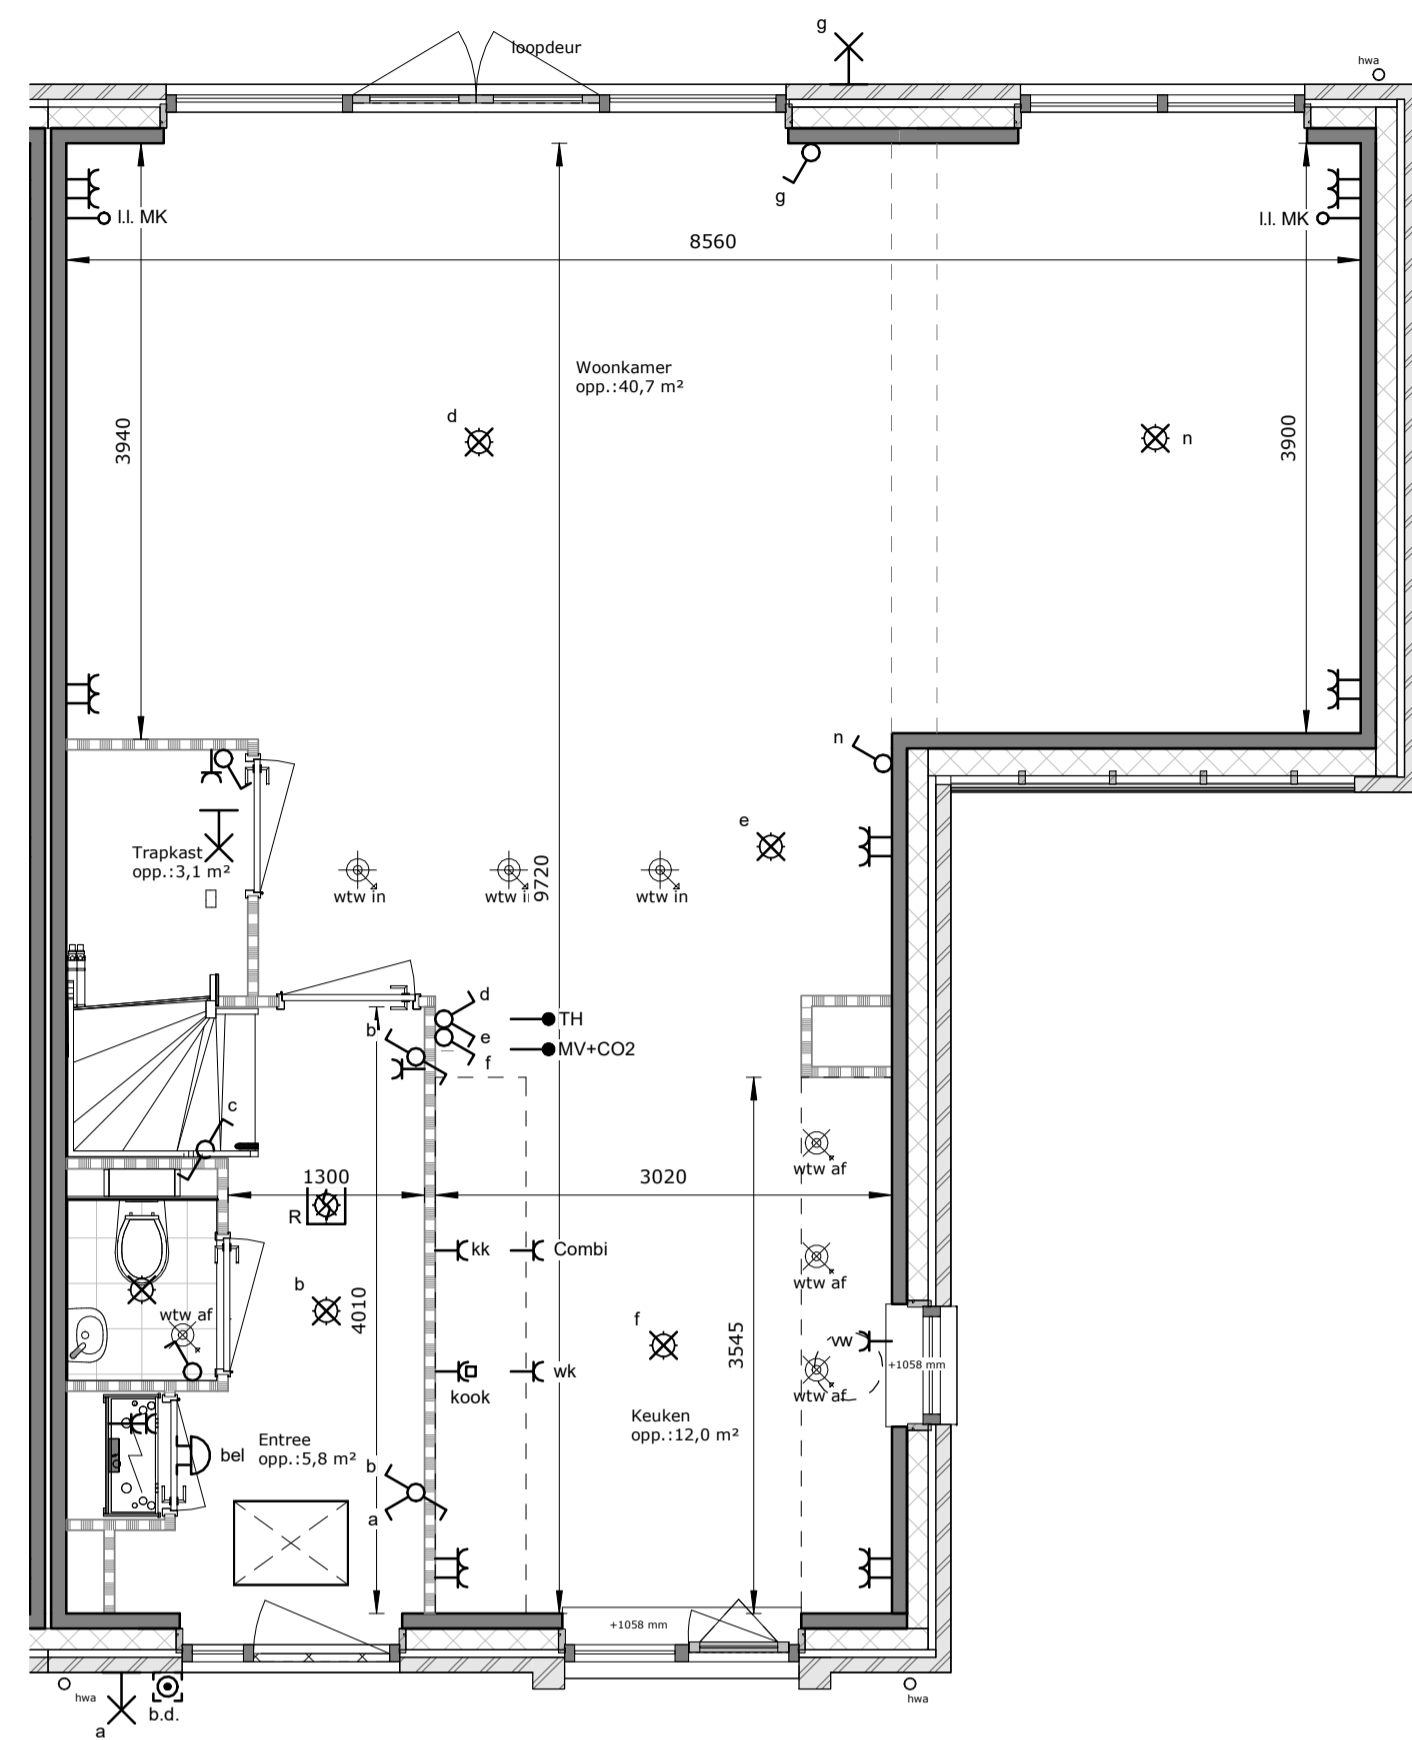 g
loopdeur
hwa
g
l.l. MK
l.l. MK
8560
Woonkamer
opp.:40,7 m²
3940
d
n
3900
n
e
Trapkast
opp.:3,1 m²
9720
wtw in
wtw in
wtw in
d
b
e
f
TH
MV+CO2
c
wtw af
1300
3020
R
kk
Combi
wtw af
b
4010
wtw af
f
3545
vw
+1058 mm
kook
wk
wtw af
Keuken
opp.:12,0 m²
Entree
opp.:5,8 m²
bel
b
a
+1058 mm
hwa
b.d.
a
hwa